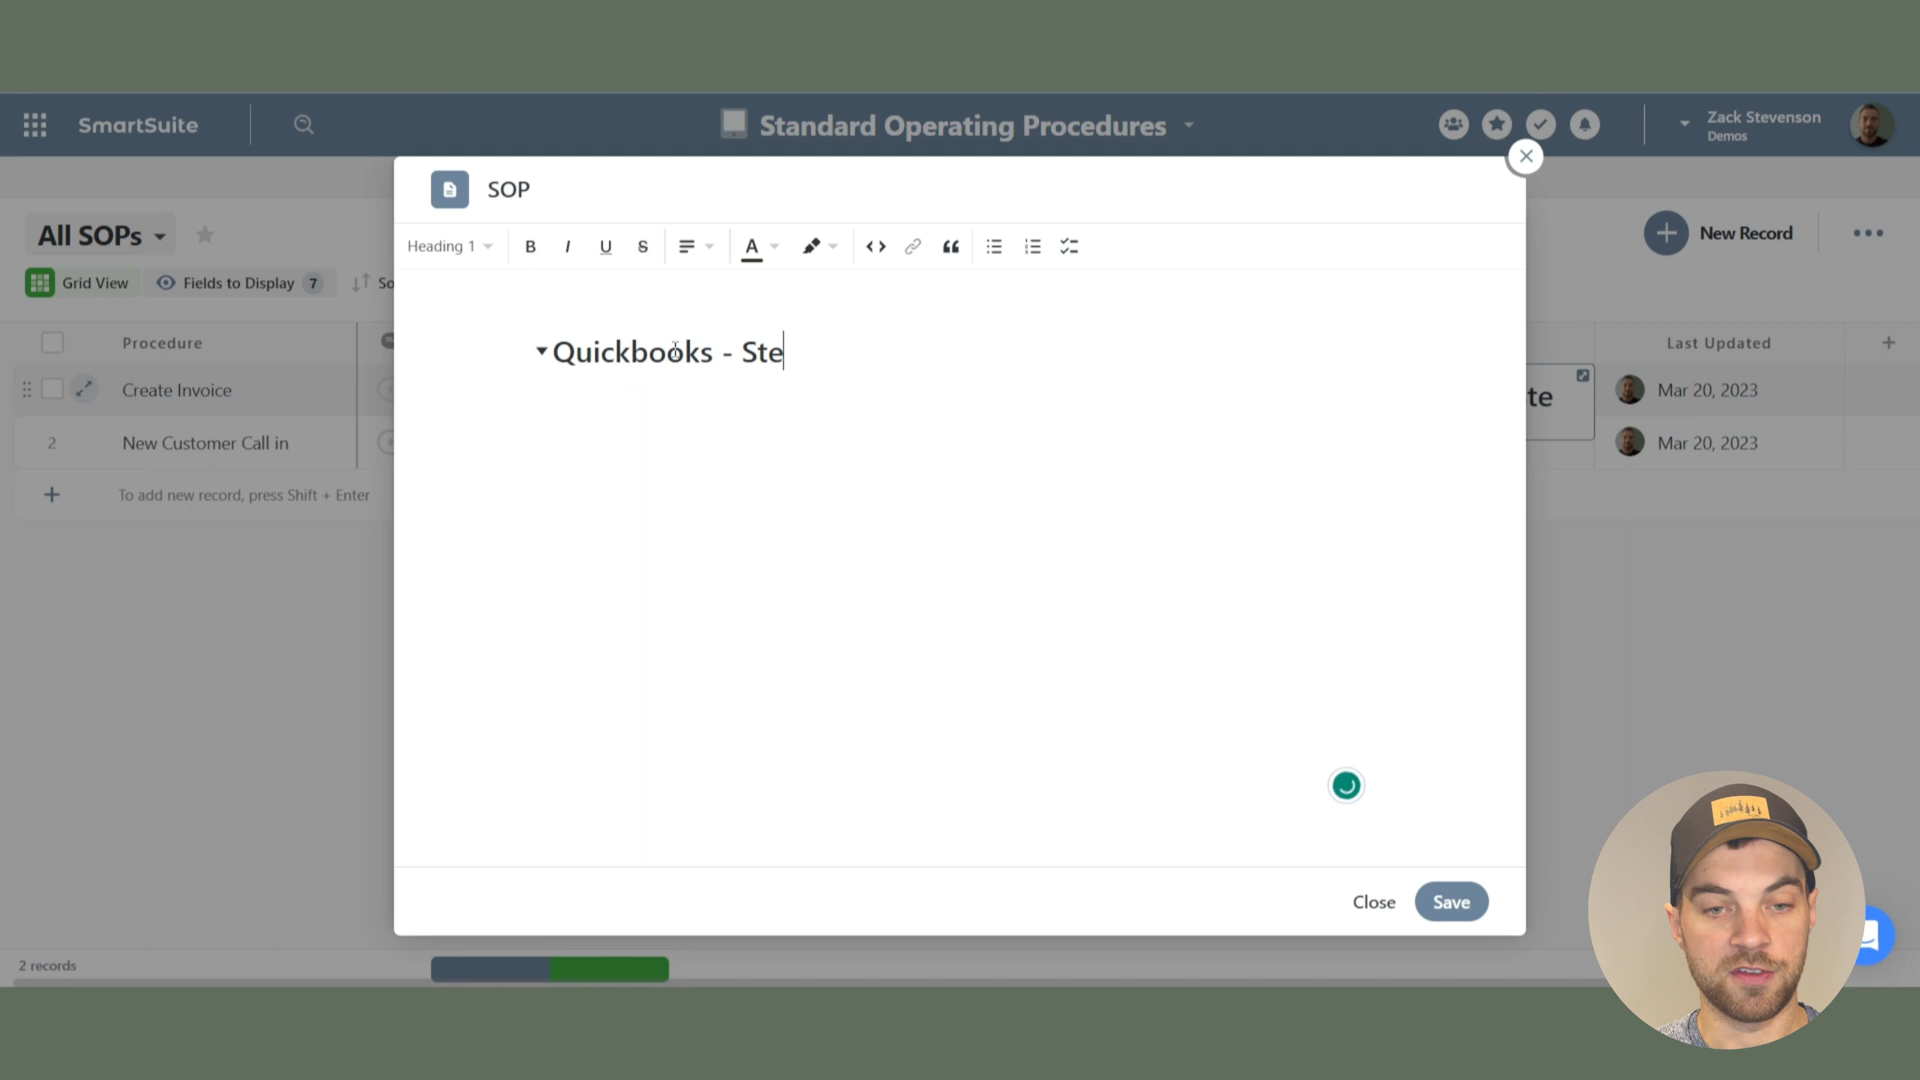 SmartSuite
Standard Operating Procedures
Zack Stevenson
Demos
SOP
All SOPs
New Record
Heading 1 B I U S A
Grid View
Fields to Display 7
So
Procedure
Last Updated
Quickbooks - Ste
Create Invoice
te
Mar 20, 2023
2
New Customer Call in
Mar 20, 2023
To add new record, press Shift + Enter
Close
Save
2 records